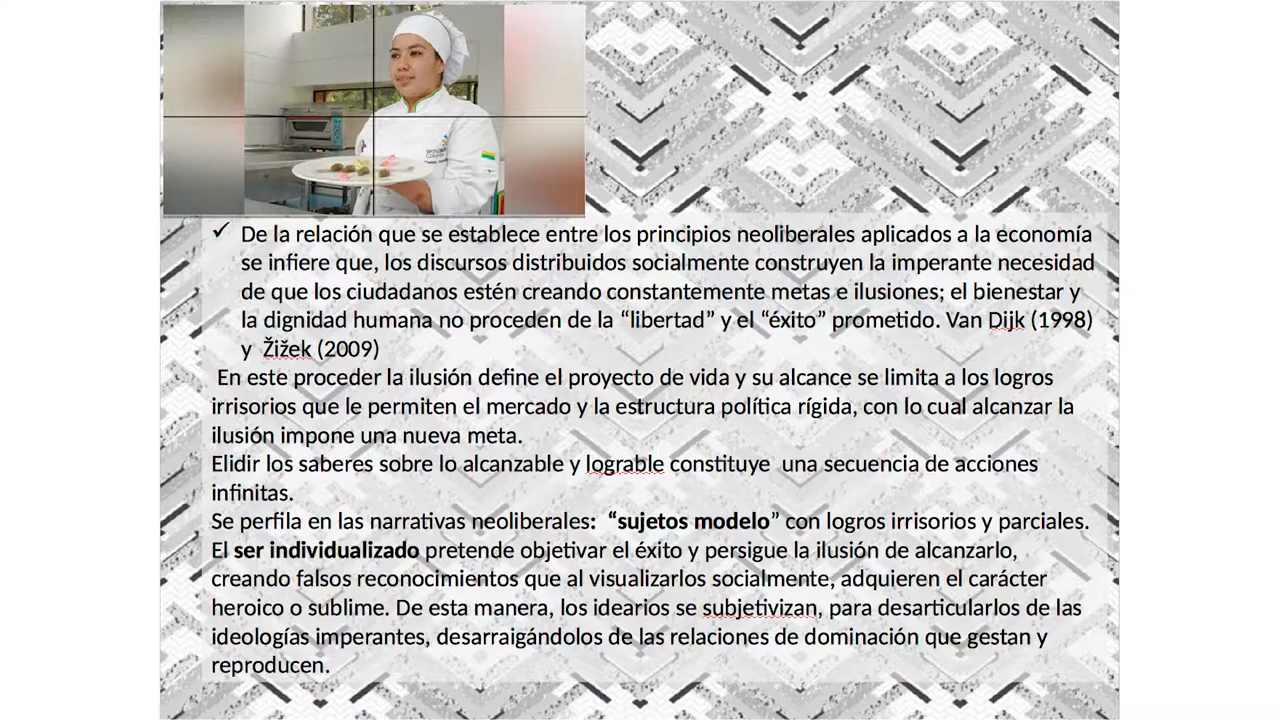 ✓ De la relación que se establece entre los principios neoliberales aplicados a la economía
se infiere que, los discursos distribuidos socialmente construyen la imperante necesidad
de que los ciudadanos estén creando constantemente metas e ilusiones; el bienestar y
la dignidad humana no proceden de la “libertad” y el “éxito” prometido. Van Dijk (1998)
y  Žižek (2009)
En este proceder la ilusión define el proyecto de vida y su alcance se limita a los logros
irrisorios que le permiten el mercado y la estructura política rígida, con lo cual alcanzar la
ilusión impone una nueva meta.
Elidir los saberes sobre lo alcanzable y lograble constituye  una secuencia de acciones
infinitas.
Se perfila en las narrativas neoliberales:  “sujetos modelo” con logros irrisorios y parciales.
El ser individualizado pretende objetivar el éxito y persigue la ilusión de alcanzarlo,
creando falsos reconocimientos que al visualizarlos socialmente, adquieren el carácter
heroico o sublime. De esta manera, los idearios se subjetivizan, para desarticularlos de las
ideologías imperantes, desarraigándolos de las relaciones de dominación que gestan y
reproducen.